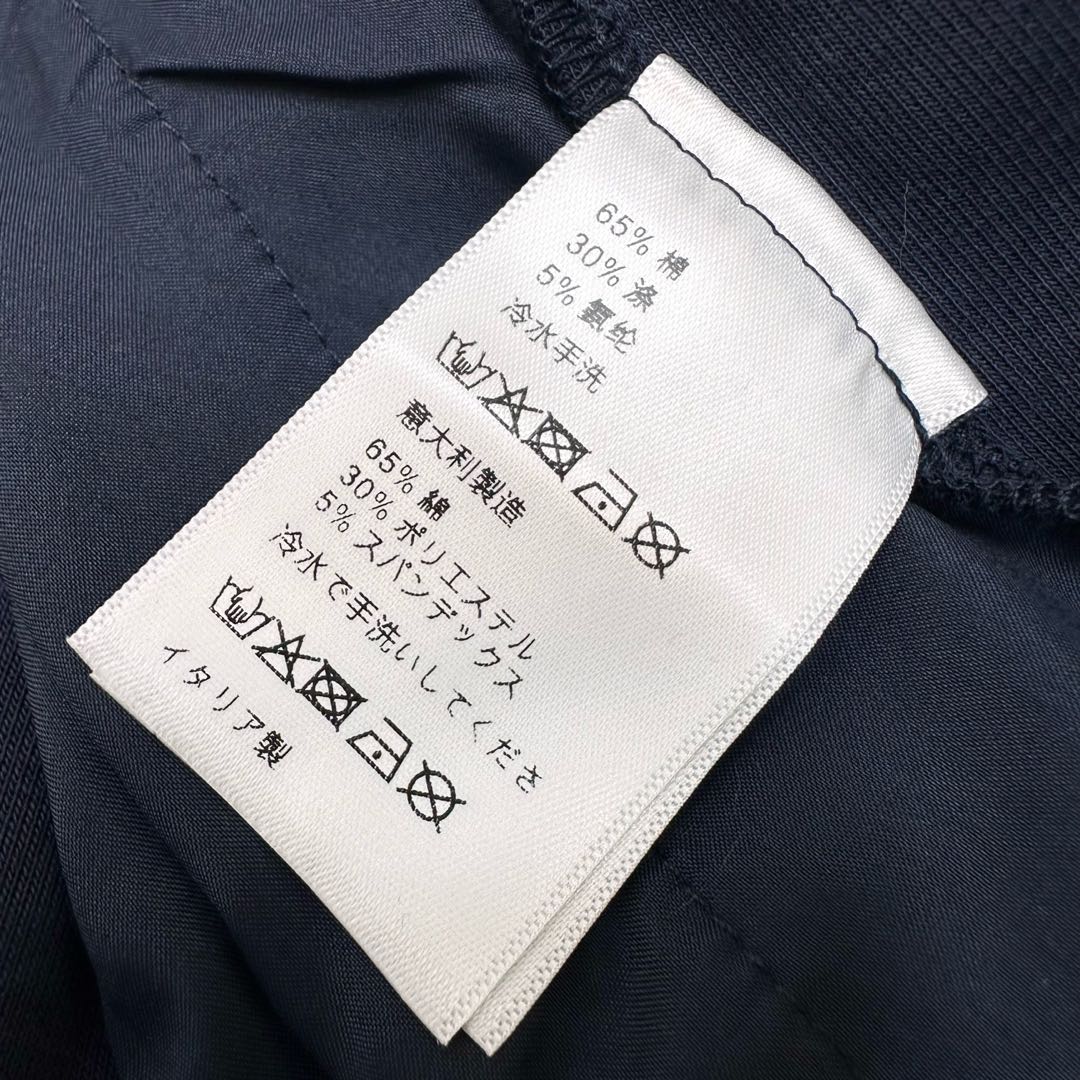 65% 棉
30% 涤
5% 氨纶
冷水手洗
意大利製造
65% 綿
30% ポリエステル
5% スパンデックス
冷水で手洗いしてくださ
イタリア製